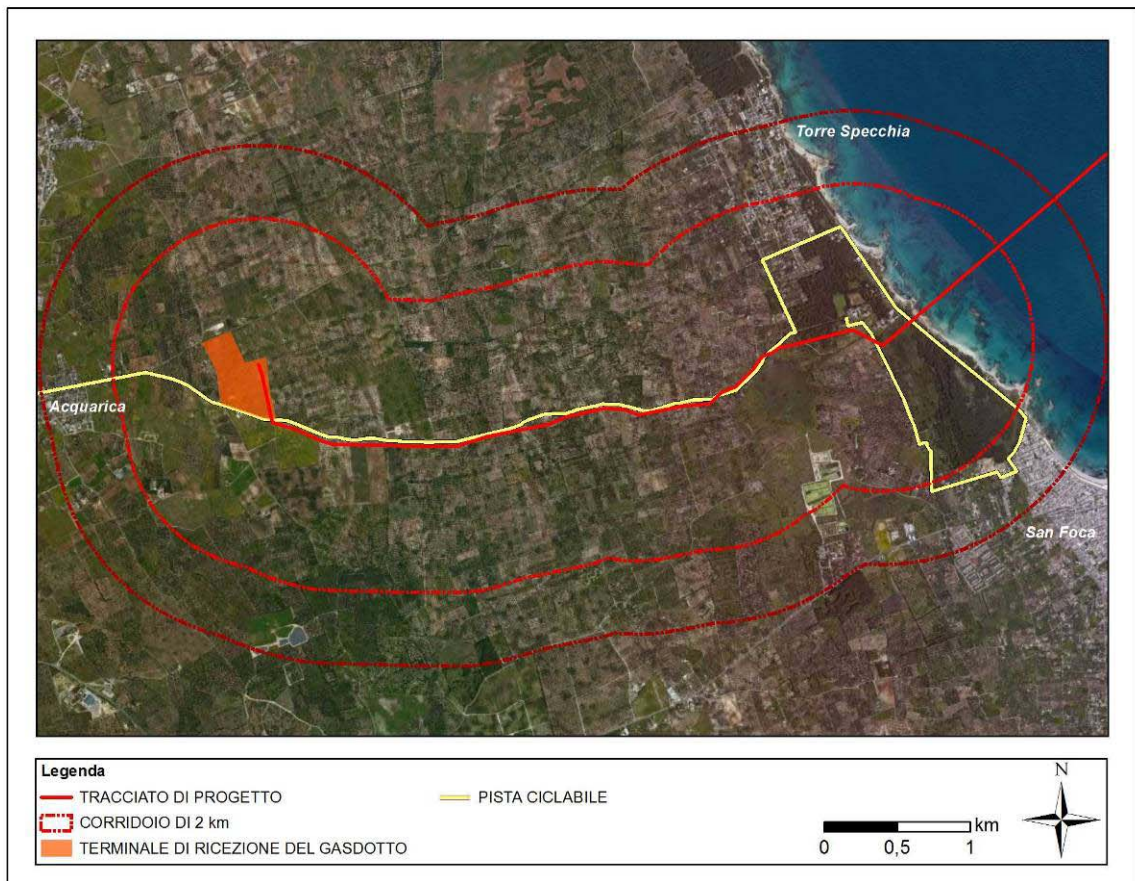 Torre Specchia
Acquarica
San Foca
Legenda
TRACCIATO DI PROGETTO
PISTA CICLABILE
CORRIDOIO DI 2 km
TERMINALE DI RICEZIONE DEL GASDOTTO
N
km
0 0,5 1